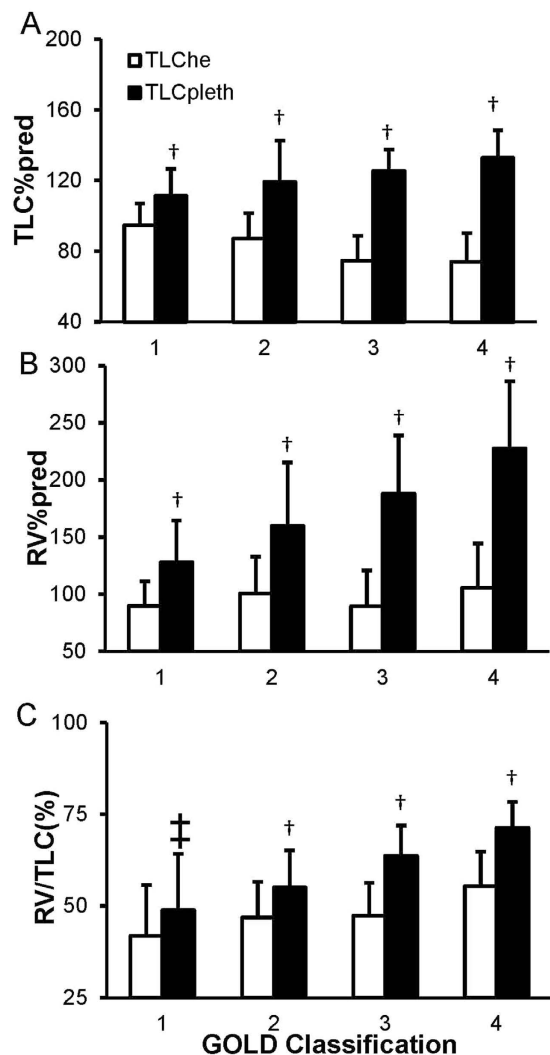 A
200
TLChe
TLCpleth
160
120
80
40
TLC%pred
† † † †
1 2 3 4
B
300
250
200
150
100
50
RV%pred
† † † †
1 2 3 4
C
100
75
50
25
RV/TLC(%)
‡ † † †
1 2 3 4
GOLD Classification